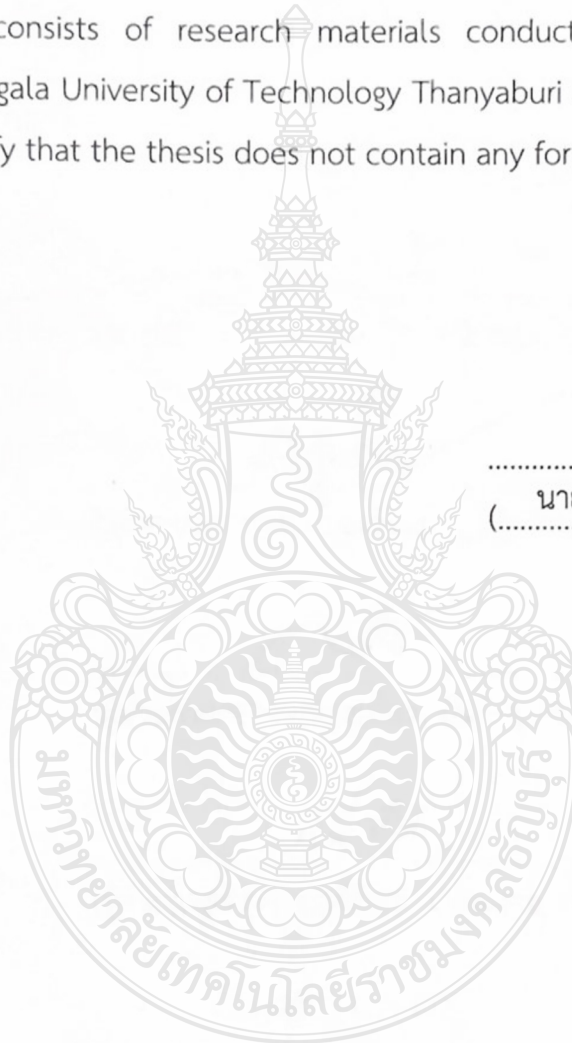 consists of research materials conduct
gala University of Technology Thanyaburi
y that the thesis does not contain any for
....................
นาย
(....................
มหาวิทยาลัยเทคโนโลยีราชมงคลธัญบุรี